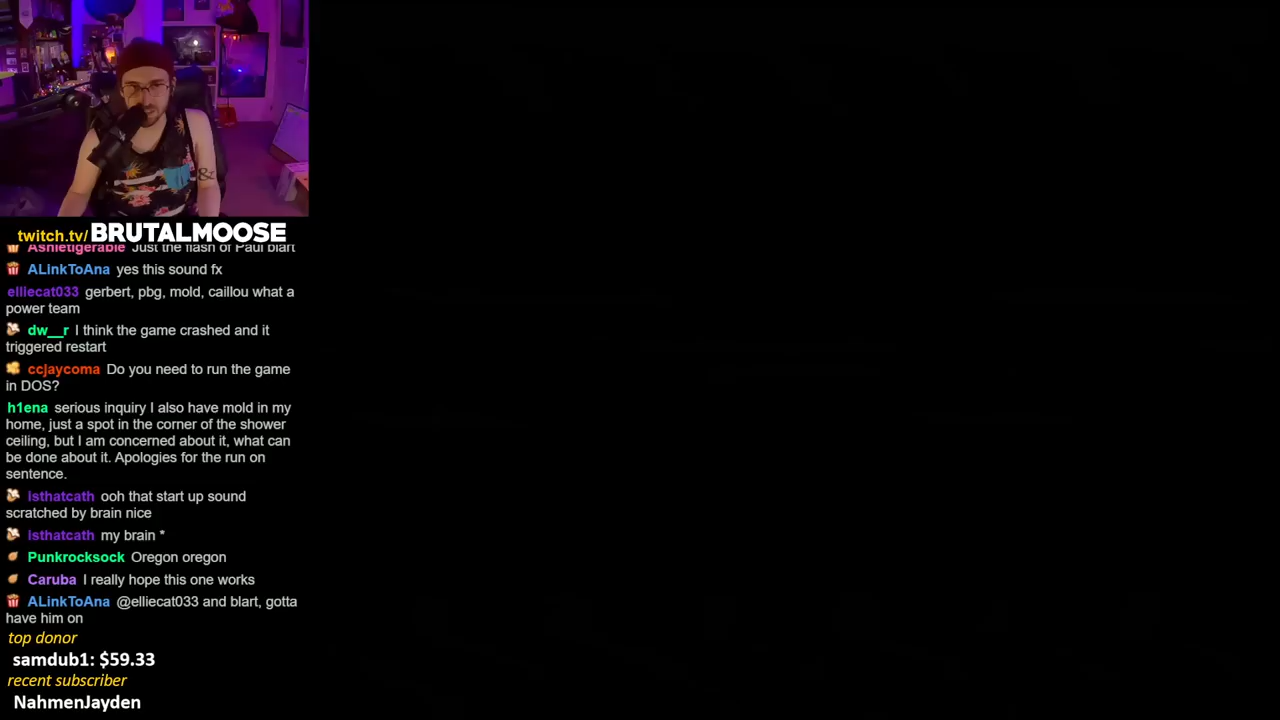 twitch.tv/BRUTALMOOSE
Ashletigerable Just the flash of Paul blart
ALinkToAna yes this sound fx
elliecat033 gerbert, pbg, mold, caillou what a
power team
dw__r I think the game crashed and it
triggered restart
ccjaycoma Do you need to run the game
in DOS?
h1ena serious inquiry I also have mold in my
home, just a spot in the corner of the shower
ceiling, but I am concerned about it, what can
be done about it. Apologies for the run on
sentence.
isthatcath ooh that start up sound
scratched by brain nice
isthatcath my brain *
Punkrocksock Oregon oregon
Caruba I really hope this one works
ALinkToAna @elliecat033 and blart, gotta
have him on
top donor
samdub1: $59.33
recent subscriber
NahmenJayden
&